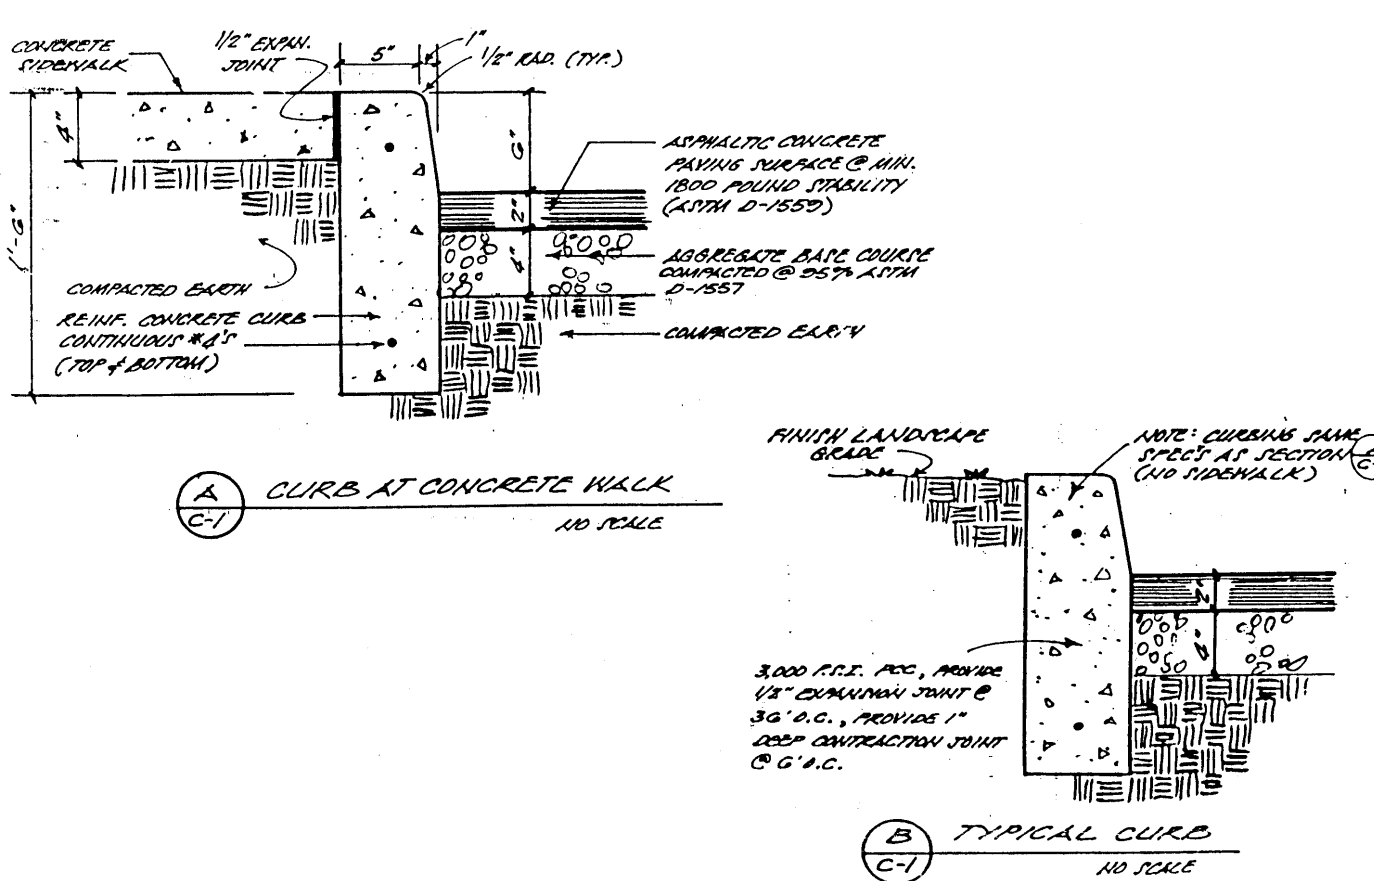 CONCRETE
SIDEWALK
1/2" EXPAN.
JOINT
5"
1"
1/2" RAD. (TYP.)
4"
1'-6"
6"
2"
4"
ASPHALTIC CONCRETE
PAVING SURFACE @ MIN.
1800 POUND STABILITY
(ASTM D-1559)
AGGREGATE BASE COURSE
COMPACTED @ 95% ASTM
D-1557
COMPACTED EARTH
COMPACTED EARTH
REINF. CONCRETE CURB
CONTINUOUS #4'S
(TOP & BOTTOM)
A
C-1
CURB AT CONCRETE WALK
NO SCALE
FINISH LANDSCAPE
GRADE
NOTE: CURBING SAME
SPEC'S AS SECTION
(NO SIDEWALK)
2"
4"
3,000 P.S.I. PCC, PROVIDE
1/2" EXPANSION JOINT @
36' O.C., PROVIDE 1"
DEEP CONTRACTION JOINT
@ 6' O.C.
B
C-1
TYPICAL CURB
NO SCALE